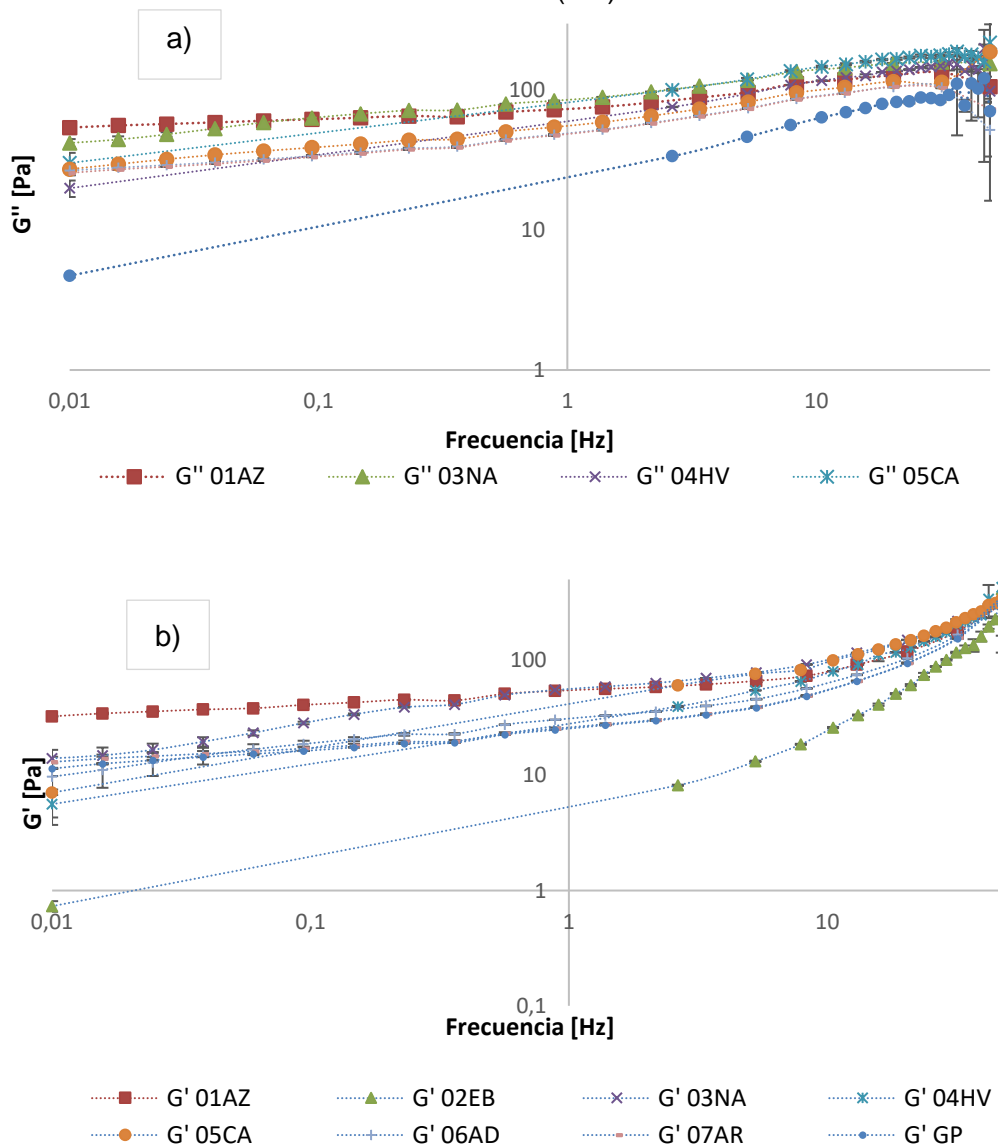 a)
100
10
1
G'' [Pa]
0,01 0,1 1 10
Frecuencia [Hz]
G'' 01AZ G'' 03NA G'' 04HV G'' 05CA
b)
100
10
1
G' [Pa]
0,01 0,1 1 10
0,1
Frecuencia [Hz]
G' 01AZ G' 02EB G' 03NA G' 04HV
G' 05CA G' 06AD G' 07AR G' GP